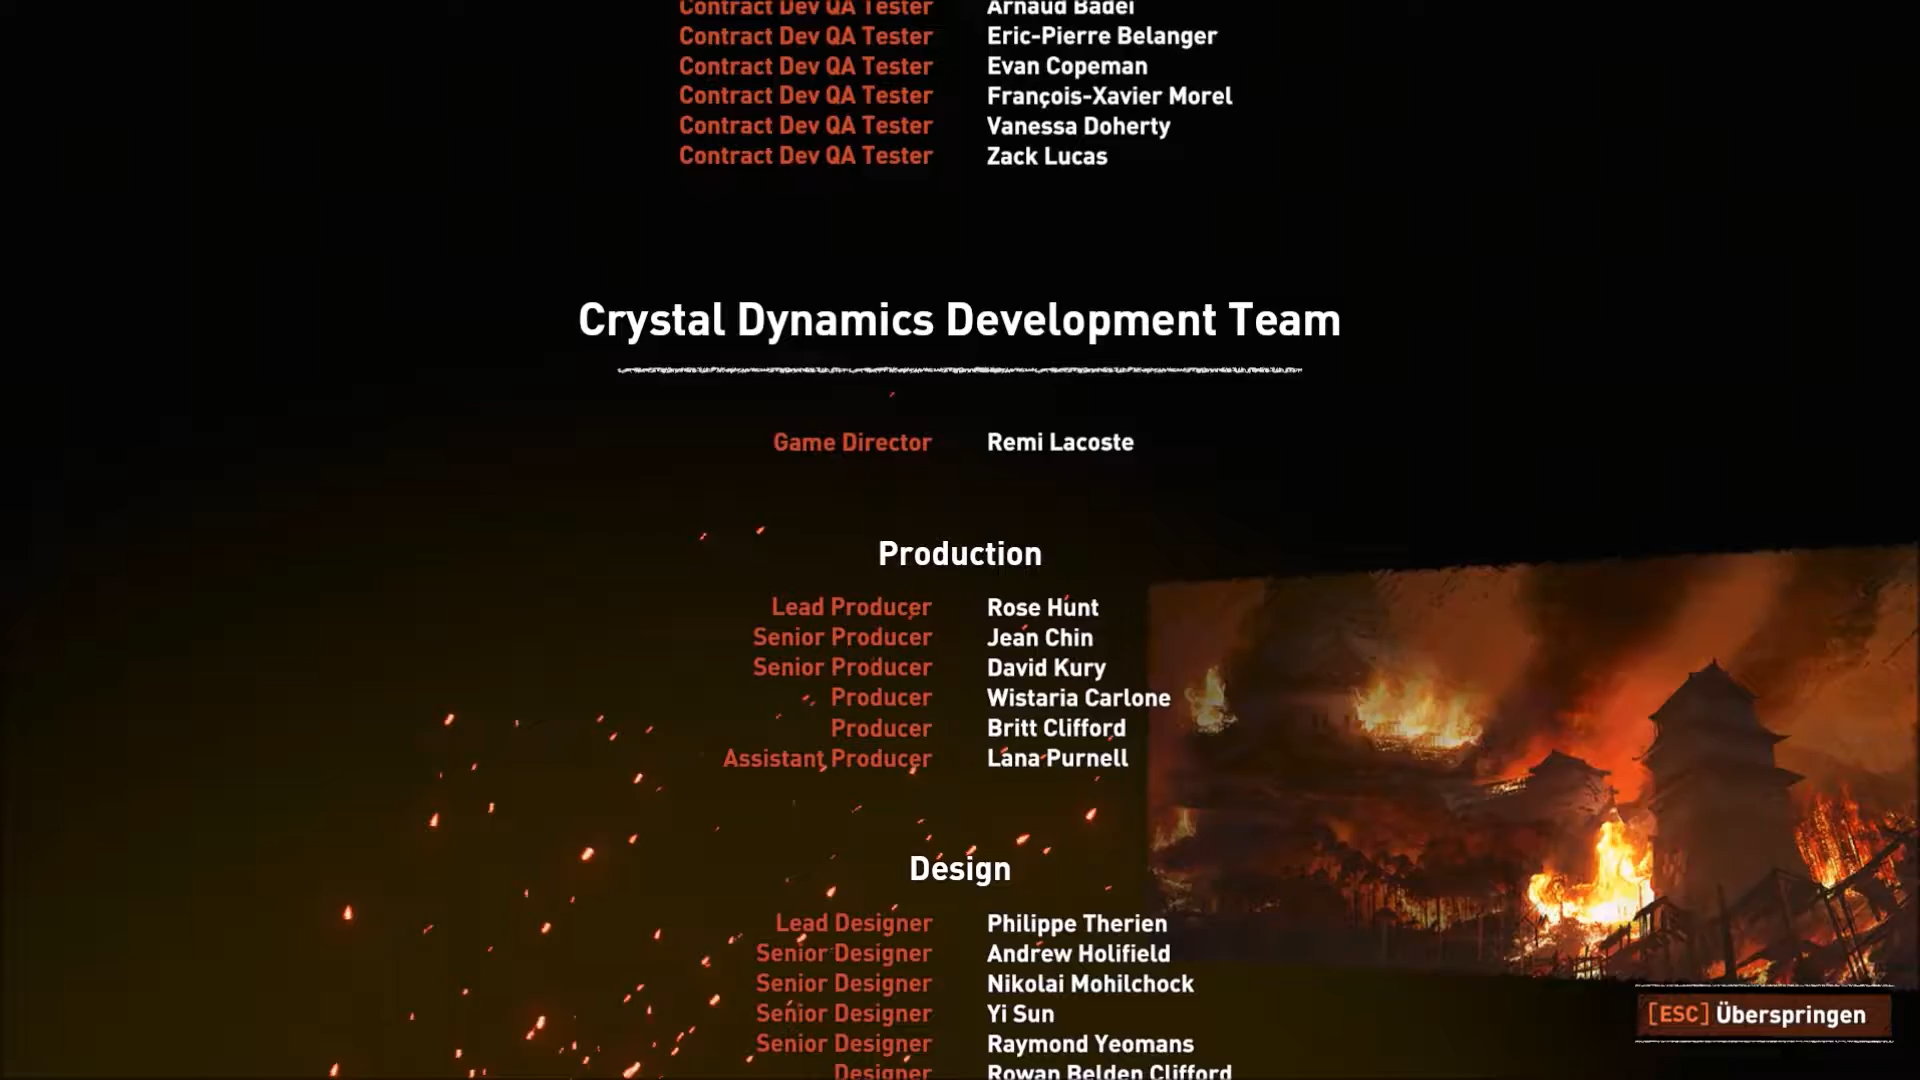 Contract Dev QA Tester Arnaud Badei
Contract Dev QA Tester Eric-Pierre Belanger
Contract Dev QA Tester Evan Copeman
Contract Dev QA Tester François-Xavier Morel
Contract Dev QA Tester Vanessa Doherty
Contract Dev QA Tester Zack Lucas
Crystal Dynamics Development Team
Game Director Remi Lacoste
Production
Lead Producer Rose Hunt
Senior Producer Jean Chin
Senior Producer David Kury
Producer Wistaria Carlone
Producer Britt Clifford
Assistant Producer Lana Purnell
Design
Lead Designer Philippe Therien
Senior Designer Andrew Holifield
Senior Designer Nikolai Mohilchock
Senior Designer Yi Sun
Senior Designer Raymond Yeomans
Designer Rowan Belden Clifford
[ESC] Überspringen